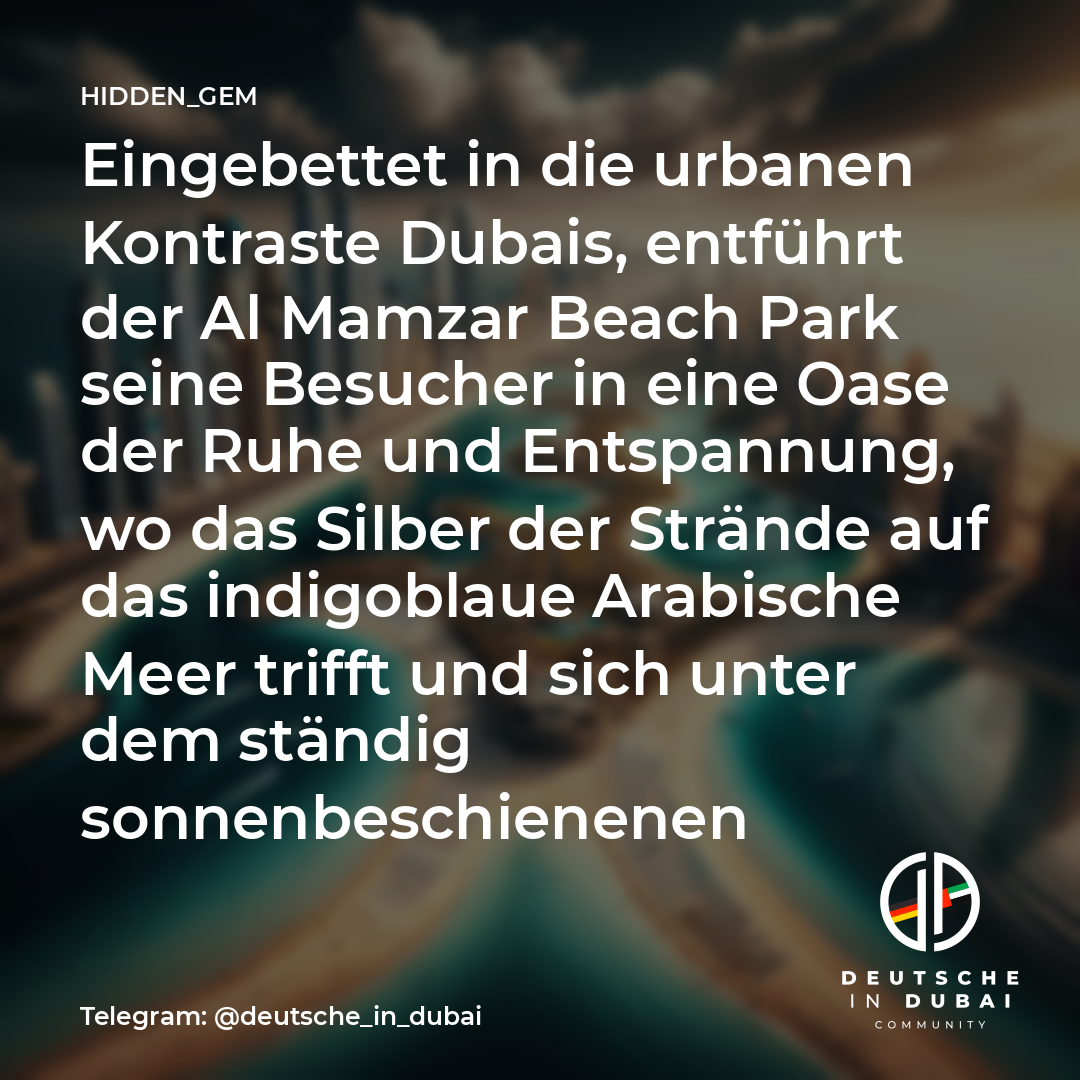 HIDDEN_GEM
Eingebettet in die urbanen
Kontraste Dubais, entführt
der Al Mamzar Beach Park
seine Besucher in eine Oase
der Ruhe und Entspannung,
wo das Silber der Strände auf
das indigoblaue Arabische
Meer trifft und sich unter
dem ständig
sonnenbeschienenen
DEUTSCHE
IN DUBAI
COMMUNITY
Telegram: @deutsche_in_dubai